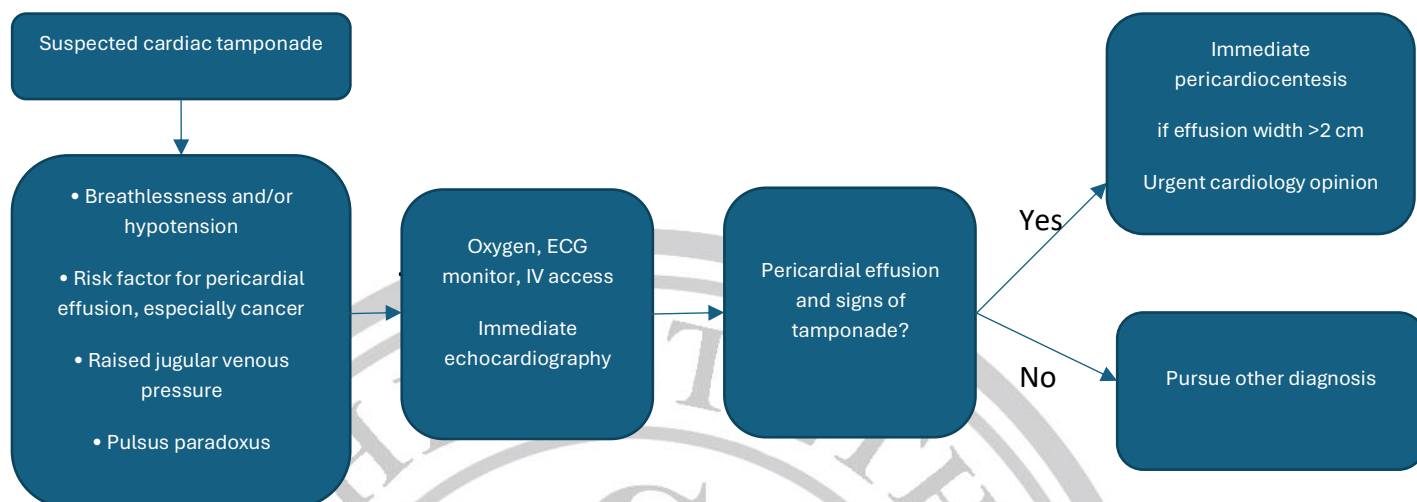 Suspected cardiac tamponade
• Breathlessness and/or
hypotension
• Risk factor for pericardial
effusion, especially cancer
• Raised jugular venous
pressure
• Pulsus paradoxus
Oxygen, ECG
monitor, IV access
Immediate
echocardiography
Pericardial effusion
and signs of
tamponade?
Yes
Immediate
pericardiocentesis
if effusion width >2 cm
Urgent cardiology opinion
No
Pursue other diagnosis